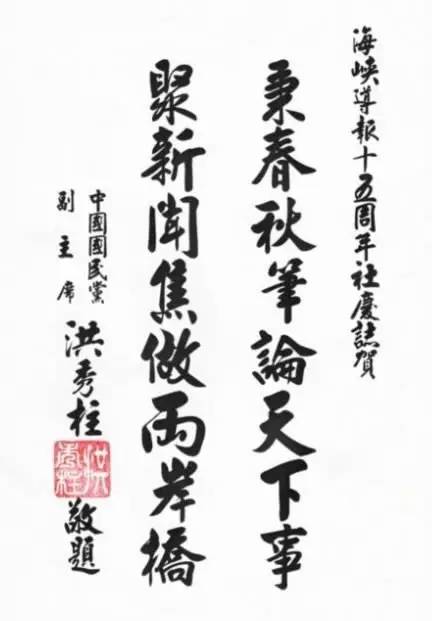 海峽導報十五周年社慶誌賀
秉春秋筆論天下事
聚新聞焦做兩岸橋
中國國民黨
副主席
洪秀柱
洪秀柱
敬題